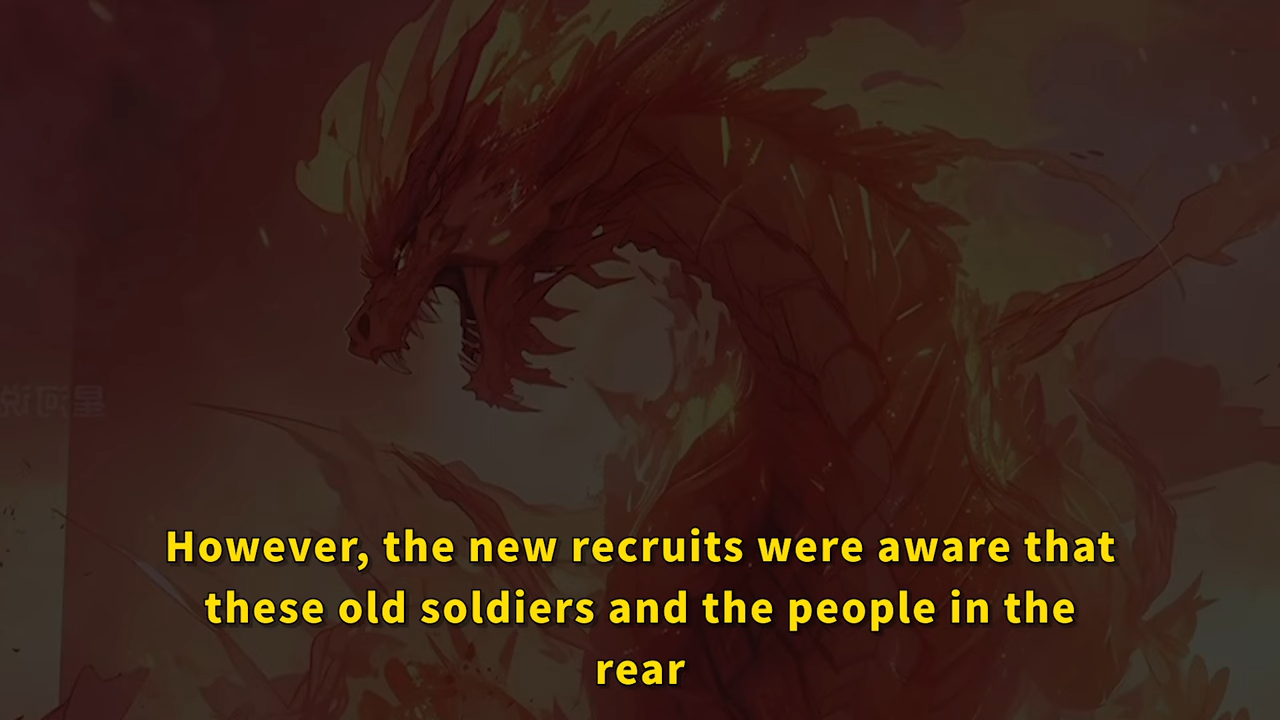 However, the new recruits were aware that
these old soldiers and the people in the
rear